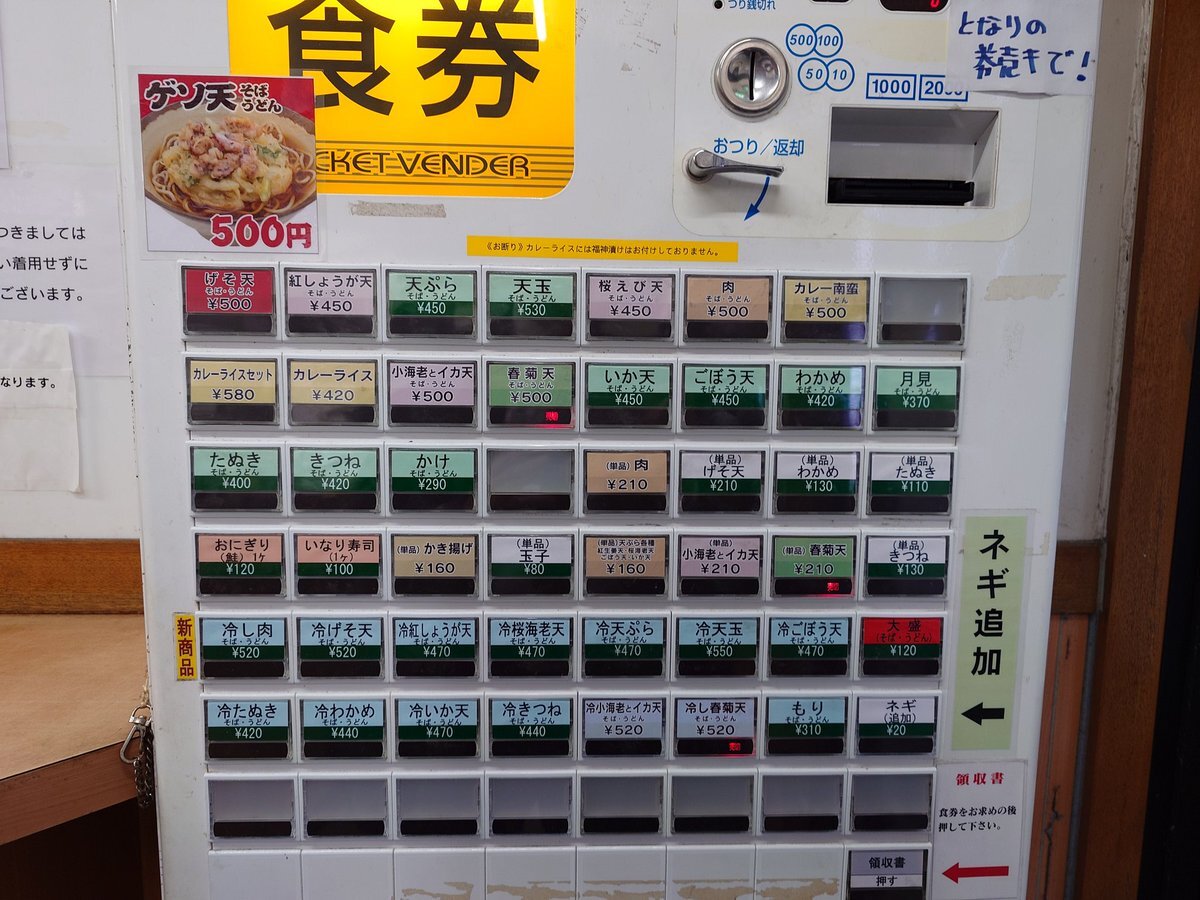 食券
TICKET VENDER
つり銭切れ
500 100
50 10
1000
となりの
券売きで!
おつり/返却
ゲソ天 そば
うどん
500円
つきましては
い着用せずに
ございます。
なります。
《お断り》カレーライスには福神漬けはお付けしておりません。
げそ天
そば・うどん
¥500
紅しょうが天
そば・うどん
¥450
天ぷら
そば・うどん
¥450
天玉
そば・うどん
¥530
桜えび天
そば・うどん
¥450
肉
そば・うどん
¥500
カレー南蛮
そば・うどん
¥500
カレーライスセット
¥580
カレーライス
¥420
小海老とイカ天
そば・うどん
¥500
春菊天
そば・うどん
¥500
いか天
そば・うどん
¥450
ごぼう天
そば・うどん
¥450
わかめ
そば・うどん
¥420
月見
そば・うどん
¥370
たぬき
そば・うどん
¥400
きつね
そば・うどん
¥420
かけ
そば・うどん
¥290
(単品) 肉
¥210
(単品)
げそ天
¥210
(単品)
わかめ
¥130
(単品)
たぬき
¥110
おにぎり
(鮭) 1ヶ
¥120
いなり寿司
(1ヶ)
¥100
(単品) かき揚げ
¥160
(単品)
玉子
¥80
(単品)天ぷら各種
紅生姜天・桜海老天
ごぼう天・いか天
¥160
(単品)
小海老とイカ天
¥210
(単品) 春菊天
¥210
(単品)
きつね
¥130
新商品
冷し肉
そば・うどん
¥520
冷げそ天
そば・うどん
¥520
冷紅しょうが天
そば・うどん
¥470
冷桜海老天
そば・うどん
¥470
冷天ぷら
そば・うどん
¥470
冷天玉
そば・うどん
¥550
冷ごぼう天
そば・うどん
¥470
大盛
(そば・うどん)
¥120
冷たぬき
そば・うどん
¥420
冷わかめ
そば・うどん
¥440
冷いか天
そば・うどん
¥470
冷きつね
そば・うどん
¥440
冷小海老とイカ天
そば・うどん
¥520
冷し春菊天
そば・うどん
¥520
もり
¥310
ネギ
(追加)
¥20
ネギ追加
領収書
食券をお求めの後
押して下さい。
領収書
押す